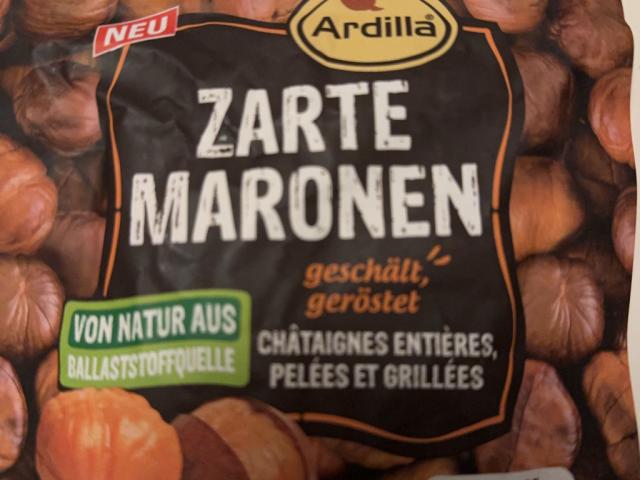 NEU
Ardilla®
ZARTE
MARONEN
geschält,
geröstet
VON NATUR AUS
BALLASTSTOFFQUELLE
CHÂTAIGNES ENTIÈRES,
PELÉES ET GRILLÉES